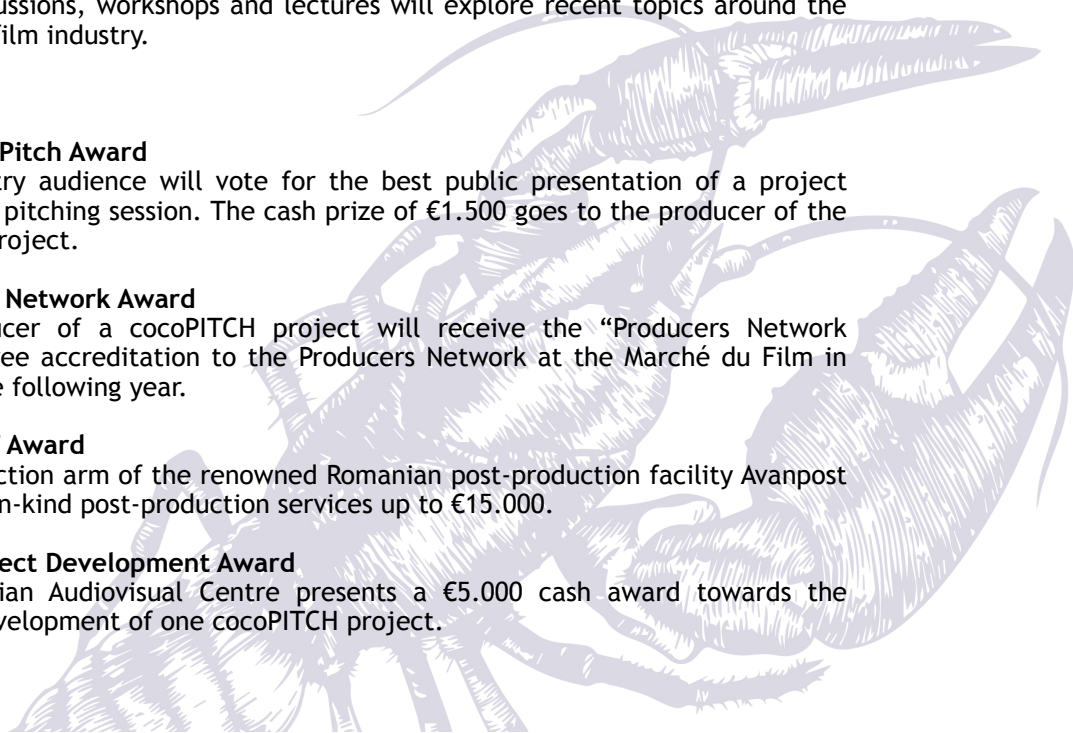 ussions, workshops and lectures will explore recent topics around the
film industry.
Pitch Award
try audience will vote for the best public presentation of a project
pitching session. The cash prize of €1.500 goes to the producer of the
roject.
Network Award
ucer of a cocoPITCH project will receive the “Producers Network
ee accreditation to the Producers Network at the Marché du Film in
e following year.
Award
ction arm of the renowned Romanian post-production facility Avanpost
n-kind post-production services up to €15.000.
ect Development Award
ian Audiovisual Centre presents a €5.000 cash award towards the
velopment of one cocoPITCH project.